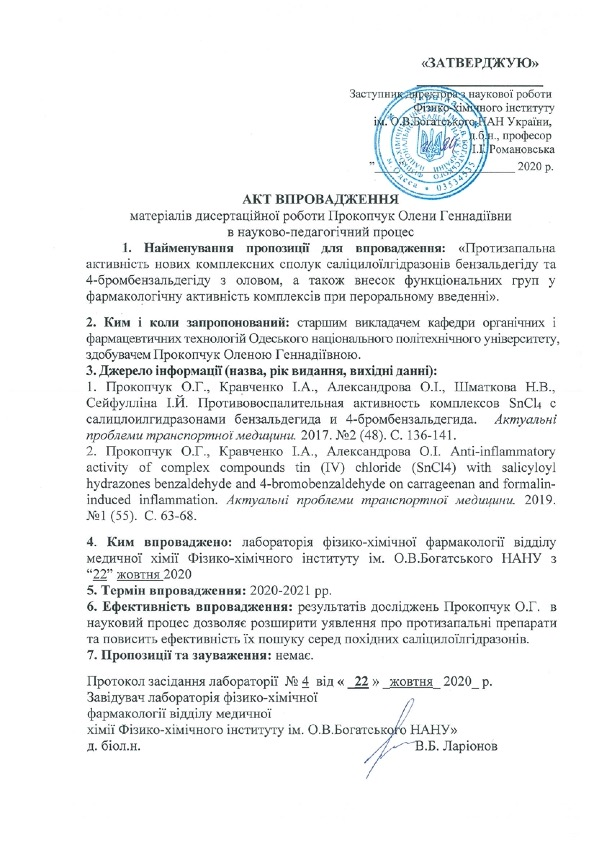 «ЗАТВЕРДЖУЮ»
Заступник директора з наукової роботи
Фізико-хімічного інституту
ім. О.В.Богатського НАН України,
д.б.н., професор
І.І. Романовська
2020 р.
АКТ ВПРОВАДЖЕННЯ
матеріалів дисертаційної роботи Прокопчук Олени Геннадіївни
в науково-педагогічний процес
1. Найменування пропозиції для впровадження: «Протизапальна
активність нових комплексних сполук саліцилоїлгідразонів бензальдегіду та
4-бромбензальдегіду з оловом, а також внесок функціональних груп у
фармакологічну активність комплексів при пероральному введенні».
2. Ким і коли запропонований: старшим викладачем кафедри органічних і
фармацевтичних технологій Одеського національного політехнічного університету,
здобувачем Прокопчук Оленою Геннадіївною.
3. Джерело інформації (назва, рік видання, вихідні данні):
1. Прокопчук О.Г., Кравченко І.А., Александрова О.І., Шматкова Н.В.,
Сейфулліна І.Й. Противовоспалительная активность комплексов SnCl4 с
салицлоилгидразонами бензальдегида и 4-бромбензальдегида. Актуальні
проблеми транспортної медицини. 2017. №2 (48). С. 136-141.
2. Прокопчук О.Г., Кравченко І.А., Александрова О.І. Anti-inflammatory
activity of complex compounds tin (IV) chloride (SnCl4) with salicyloyl
hydrazones benzaldehyde and 4-bromobenzaldehyde on carrageenan and formalin-
induced inflammation. Актуальні проблеми транспортної медицини. 2019.
№1 (55). С. 63-68.
4. Ким впроваджено: лабораторія фізико-хімічної фармакології відділу
медичної хімії Фізико-хімічного інституту ім. О.В.Богатського НАНУ з
“22” жовтня 2020
5. Термін впровадження: 2020-2021 рр.
6. Ефективність впровадження: результатів досліджень Прокопчук О.Г. в
науковий процес дозволяє розширити уявлення про протизапальні препарати
та повисить ефективність їх пошуку серед похідних саліцилоїлгідразонів.
7. Пропозиції та зауваження: немає.
Протокол засідання лабораторії № 4 від « 22 » жовтня 2020 р.
Завідувач лабораторія фізико-хімічної
фармакології відділу медичної
хімії Фізико-хімічного інституту ім. О.В.Богатського НАНУ»
д. біол.н. В.Б. Ларіонов